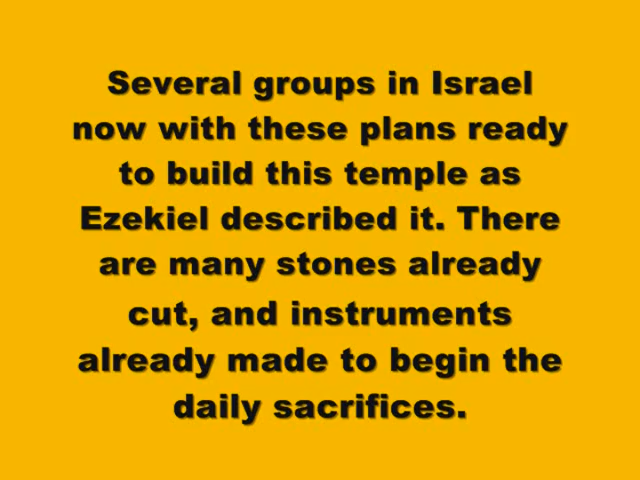 Several groups in Israel
now with these plans ready
to build this temple as
Ezekiel described it. There
are many stones already
cut, and instruments
already made to begin the
daily sacrifices.